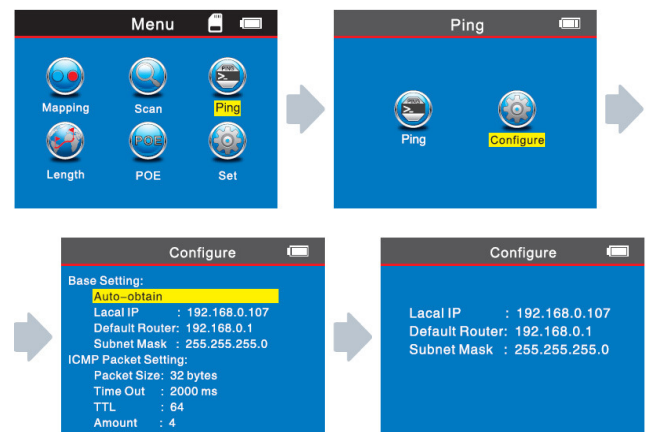 Menu
Mapping Scan Ping
Length POE Set
Ping
Ping Configure
Configure
Base Setting:
Auto-obtain
Lacal IP : 192.168.0.107
Default Router: 192.168.0.1
Subnet Mask : 255.255.255.0
ICMP Packet Setting:
Packet Size: 32 bytes
Time Out : 2000 ms
TTL : 64
Amount : 4
Configure
Lacal IP : 192.168.0.107
Default Router: 192.168.0.1
Subnet Mask : 255.255.255.0